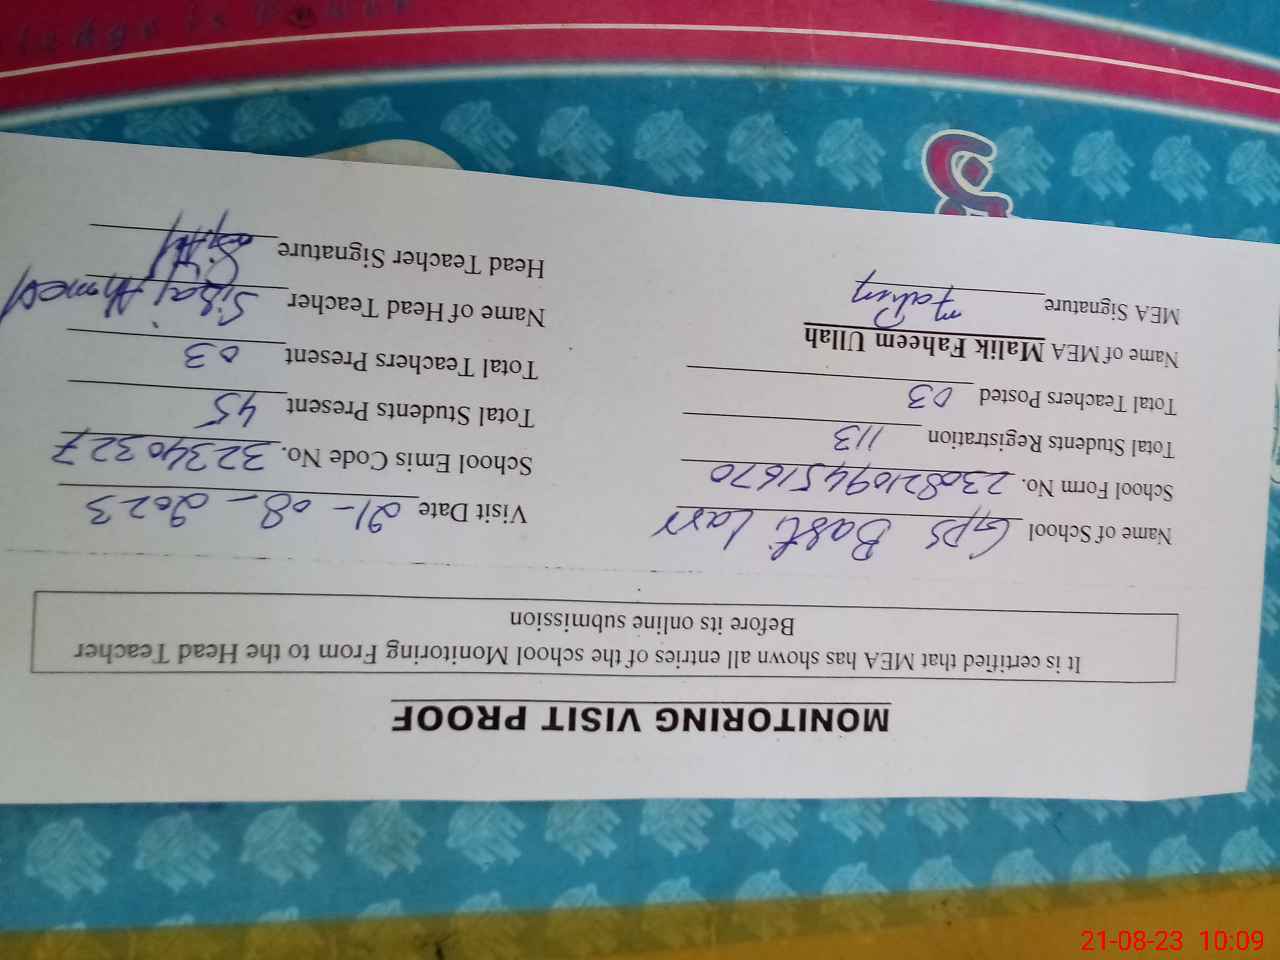 MONITORING VISIT PROOF
It is certified that MEA has shown all entries of the school Monitoring From to the Head Teacher
Before its online submission
Name of School GPS Basti Larr
Visit Date 21-08-2023
School Form No. 23082109451670
School Emis Code No. 32340327
Total Students Registration 113
Total Students Present 45
Total Teachers Posted 03
Total Teachers Present 03
Name of MEA Malik Faheem Ullah
Name of Head Teacher Siraj Ahmed
MEA Signature
Head Teacher Signature
21-08-23 10:09